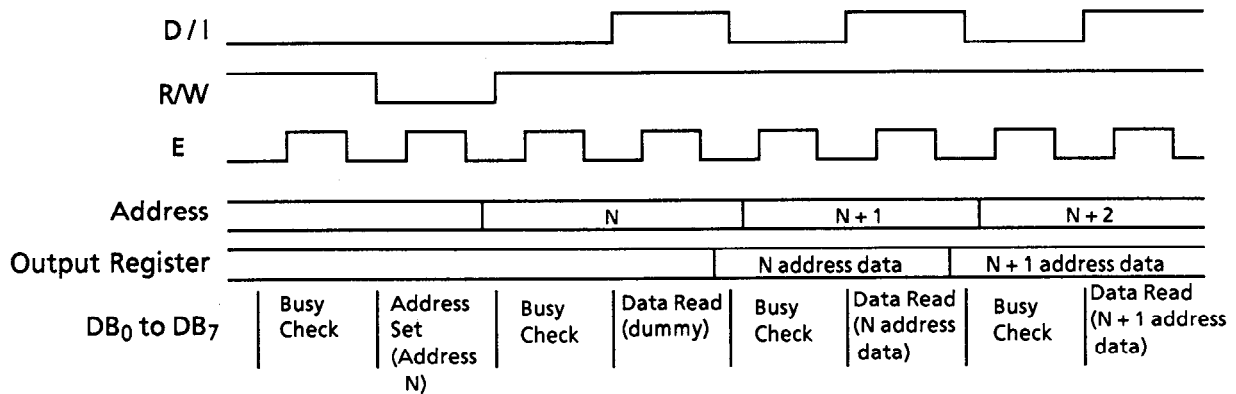 D / I
R/W
E
Address
N
N + 1
N + 2
Output Register
N address data
N + 1 address data
DB0 to DB7
Busy
Check
Address
Set
(Address
N)
Busy
Check
Data Read
(dummy)
Busy
Check
Data Read
(N address
data)
Busy
Check
Data Read
(N + 1 address
data)